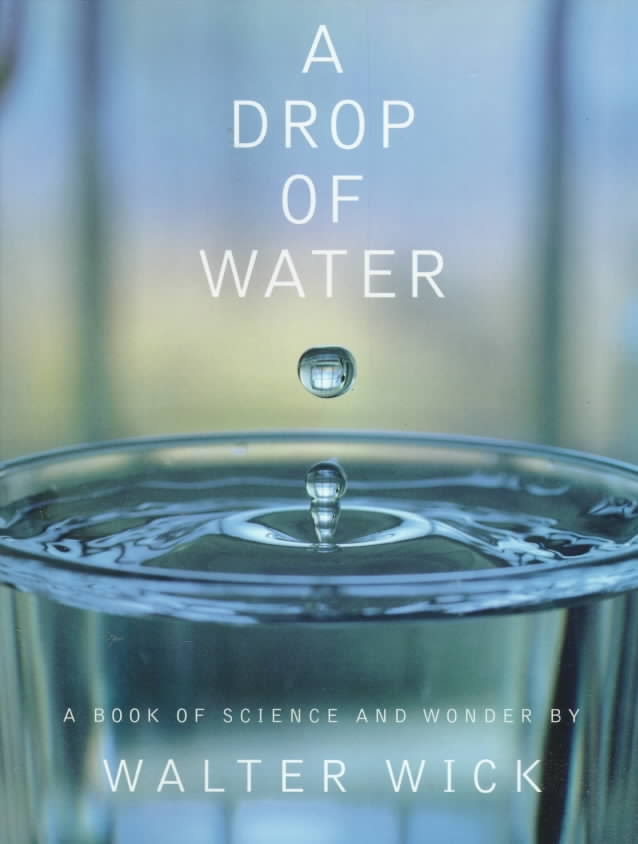 A
DROP
OF
WATER
A BOOK OF SCIENCE AND WONDER BY
WALTER WICK